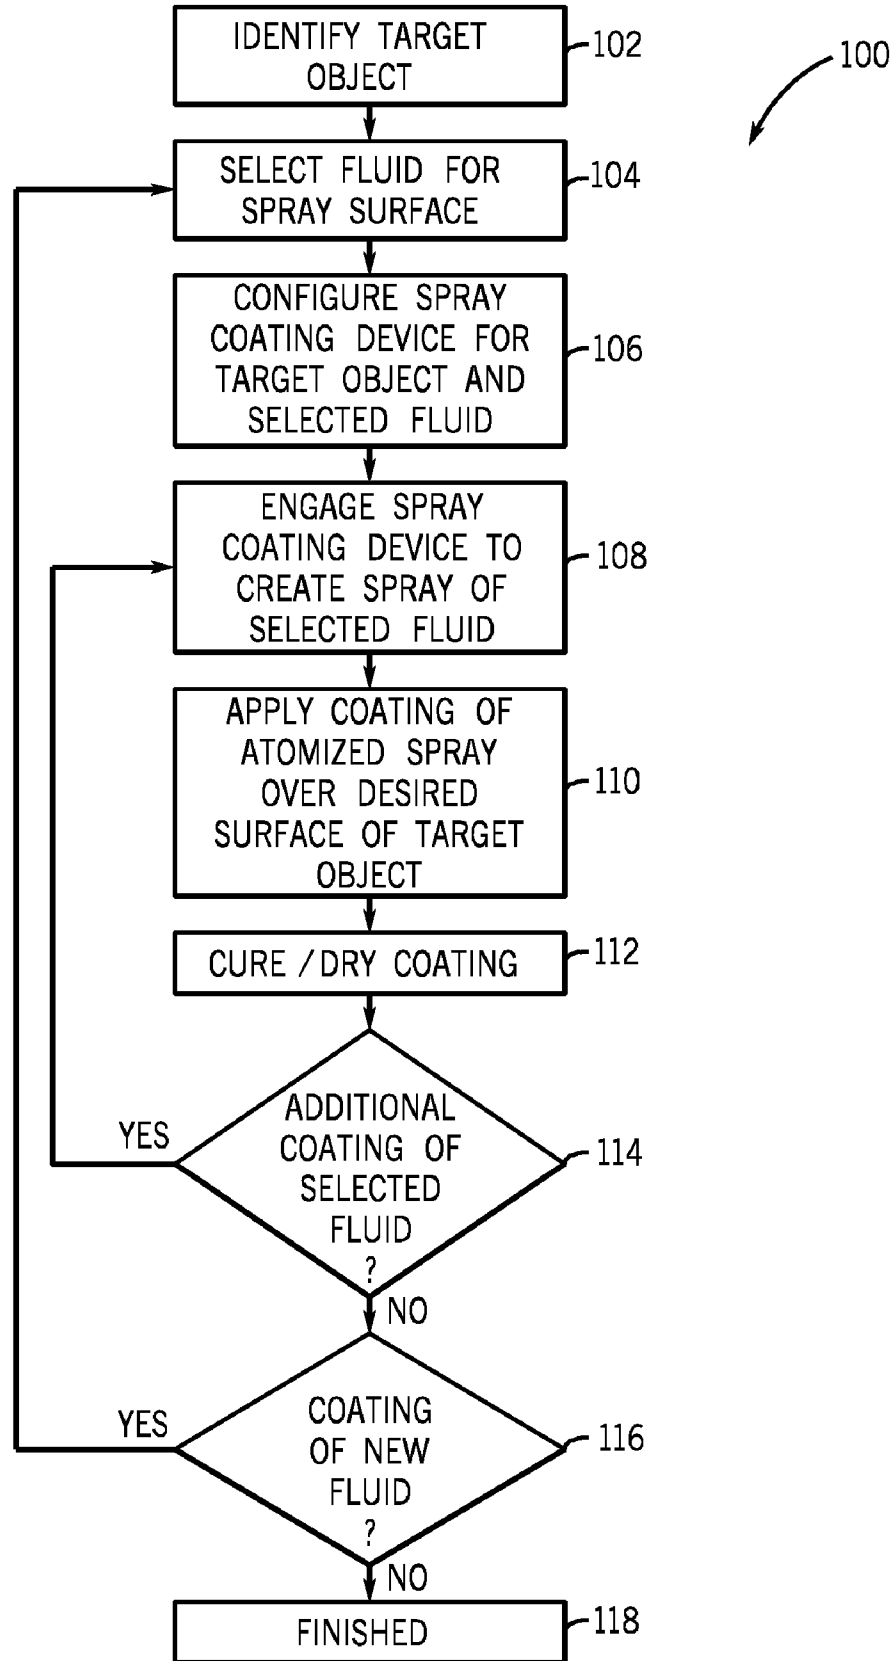 IDENTIFY TARGET
OBJECT
102
100
SELECT FLUID FOR
SPRAY SURFACE
104
CONFIGURE SPRAY
COATING DEVICE FOR
TARGET OBJECT AND
SELECTED FLUID
106
ENGAGE SPRAY
COATING DEVICE TO
CREATE SPRAY OF
SELECTED FLUID
108
APPLY COATING OF
ATOMIZED SPRAY
OVER DESIRED
SURFACE OF TARGET
OBJECT
110
CURE / DRY COATING
112
ADDITIONAL
COATING OF
SELECTED
FLUID
?
114
YES
NO
COATING
OF NEW
FLUID
?
116
YES
NO
FINISHED
118